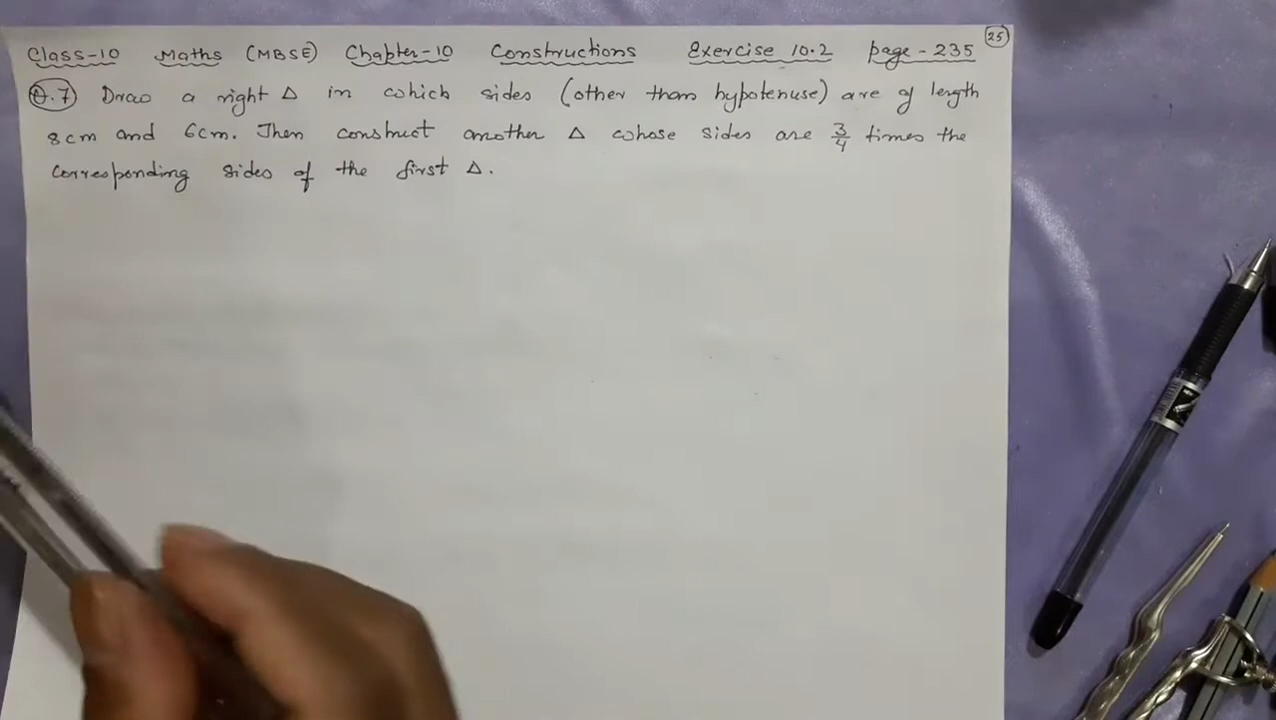 25
Class-10 Maths (MBSE) Chapter-10 Constructions Exercise 10.2 page-235
Q.7 Draw a right Δ in which sides (other than hypotenuse) are of length
8cm and 6cm. Then construct another Δ whose sides are 3/4 times the
corresponding sides of the first Δ.